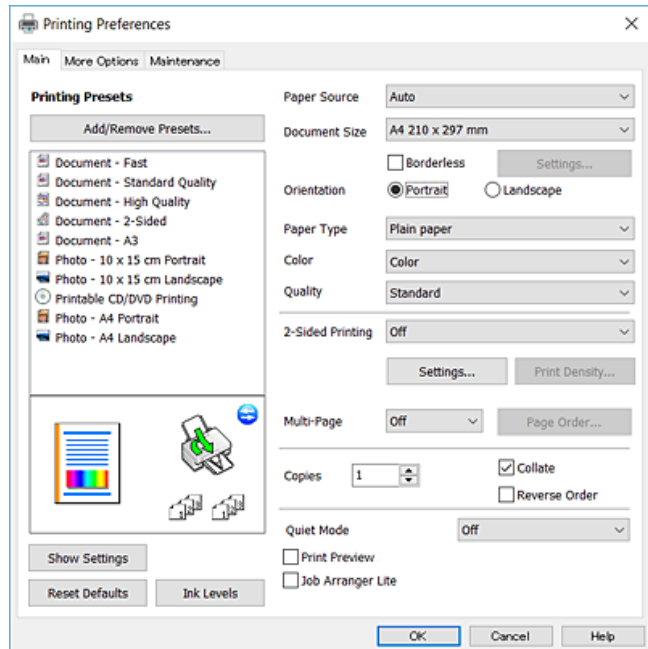 Printing Preferences
Main More Options Maintenance
Printing Presets
Add/Remove Presets...
Document - Fast
Document - Standard Quality
Document - High Quality
Document - 2-Sided
Document - A3
Photo - 10 x 15 cm Portrait
Photo - 10 x 15 cm Landscape
Printable CD/DVD Printing
Photo - A4 Portrait
Photo - A4 Landscape
Show Settings
Reset Defaults Ink Levels
Paper Source Auto
Document Size A4 210 x 297 mm
Borderless Settings...
Orientation Portrait Landscape
Paper Type Plain paper
Color Color
Quality Standard
2-Sided Printing Off
Settings... Print Density...
Multi-Page Off Page Order...
Copies 1 Collate
Reverse Order
Quiet Mode Off
Print Preview
Job Arranger Lite
OK Cancel Help